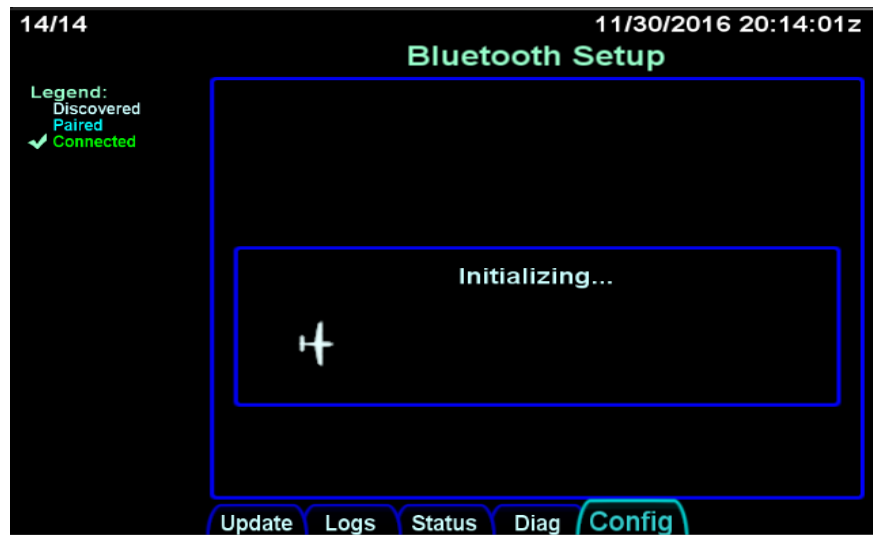 14/14 11/30/2016 20:14:01z
Bluetooth Setup
Legend:
Discovered
Paired
Connected
Initializing...
Update Logs Status Diag Config